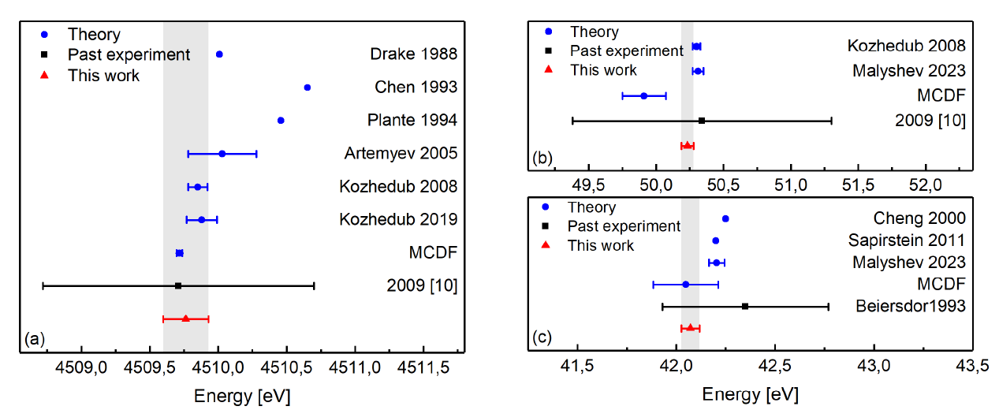 Theory
Past experiment
This work
Drake 1988
Chen 1993
Plante 1994
Artemyev 2005
Kozhedub 2008
Kozhedub 2019
MCDF
2009 [10]
(a)
4509,0 4509,5 4510,0 4510,5 4511,0 4511,5
Energy [eV]
Theory
Past experiment
This work
Kozhedub 2008
Malyshev 2023
MCDF
2009 [10]
(b)
49,5 50,0 50,5 51,0 51,5 52,0
Theory
Past experiment
This work
Cheng 2000
Sapirstein 2011
Malyshev 2023
MCDF
Beiersdor1993
(c)
41,5 42,0 42,5 43,0 43,5
Energy [eV]